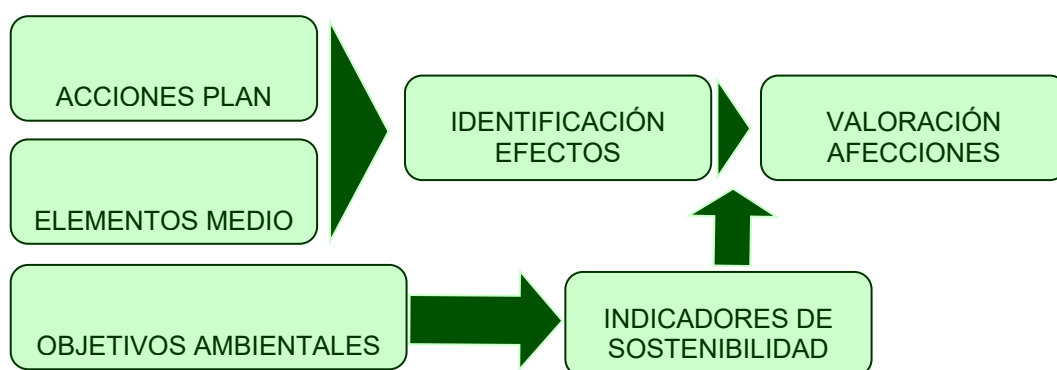 ACCIONES PLAN
IDENTIFICACIÓN
EFECTOS
VALORACIÓN
AFECCIONES
ELEMENTOS MEDIO
OBJETIVOS AMBIENTALES
INDICADORES DE
SOSTENIBILIDAD